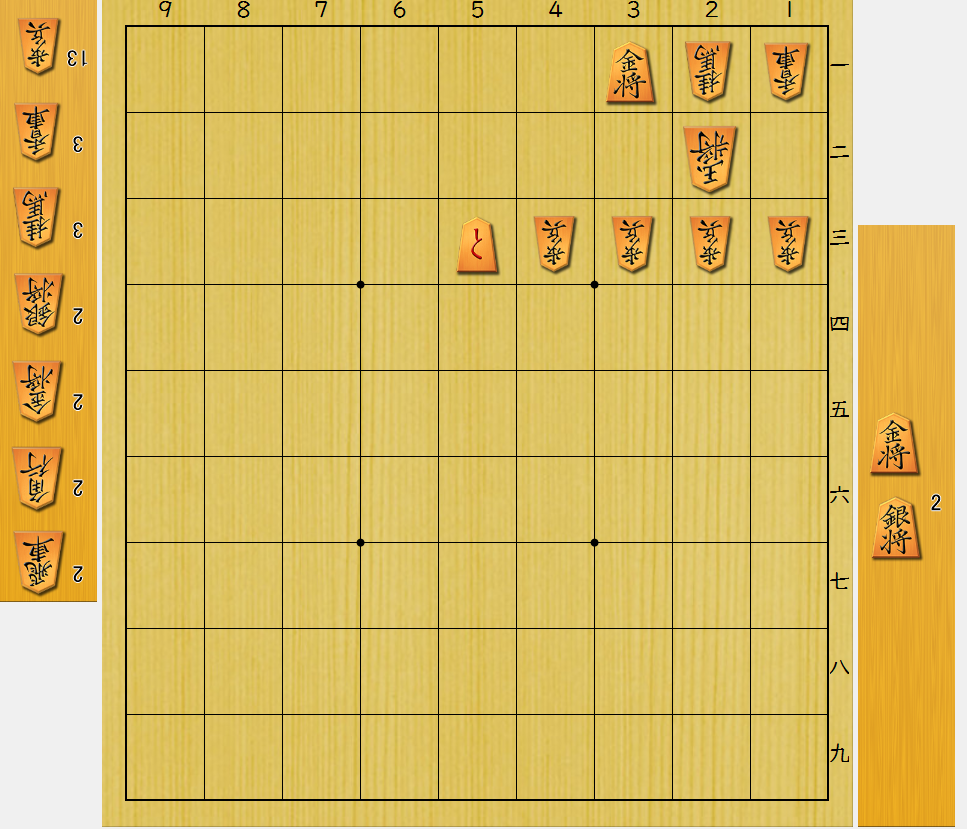 9 8 7 6 5 4 3 2 1
一
二
三
四
五
六
七
八
九
金将 桂馬 香車
王将
と 歩兵 歩兵 歩兵 歩兵
歩兵 13
香車 3
桂馬 3
銀将 2
金将 2
角行 2
飛車 2
金将
銀将 2